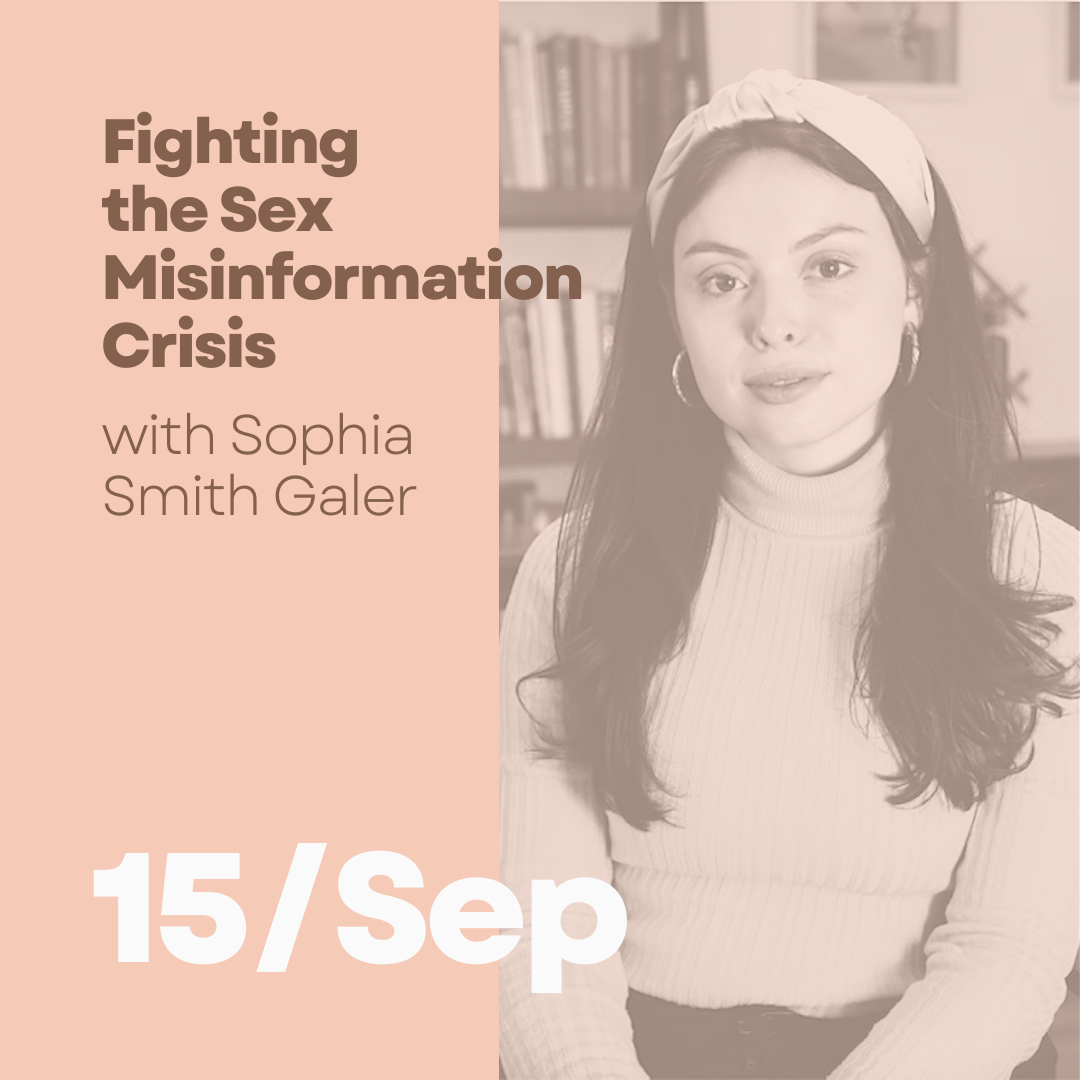 Fighting
the Sex
Misinformation
Crisis
with Sophia
Smith Galer
15/Sep